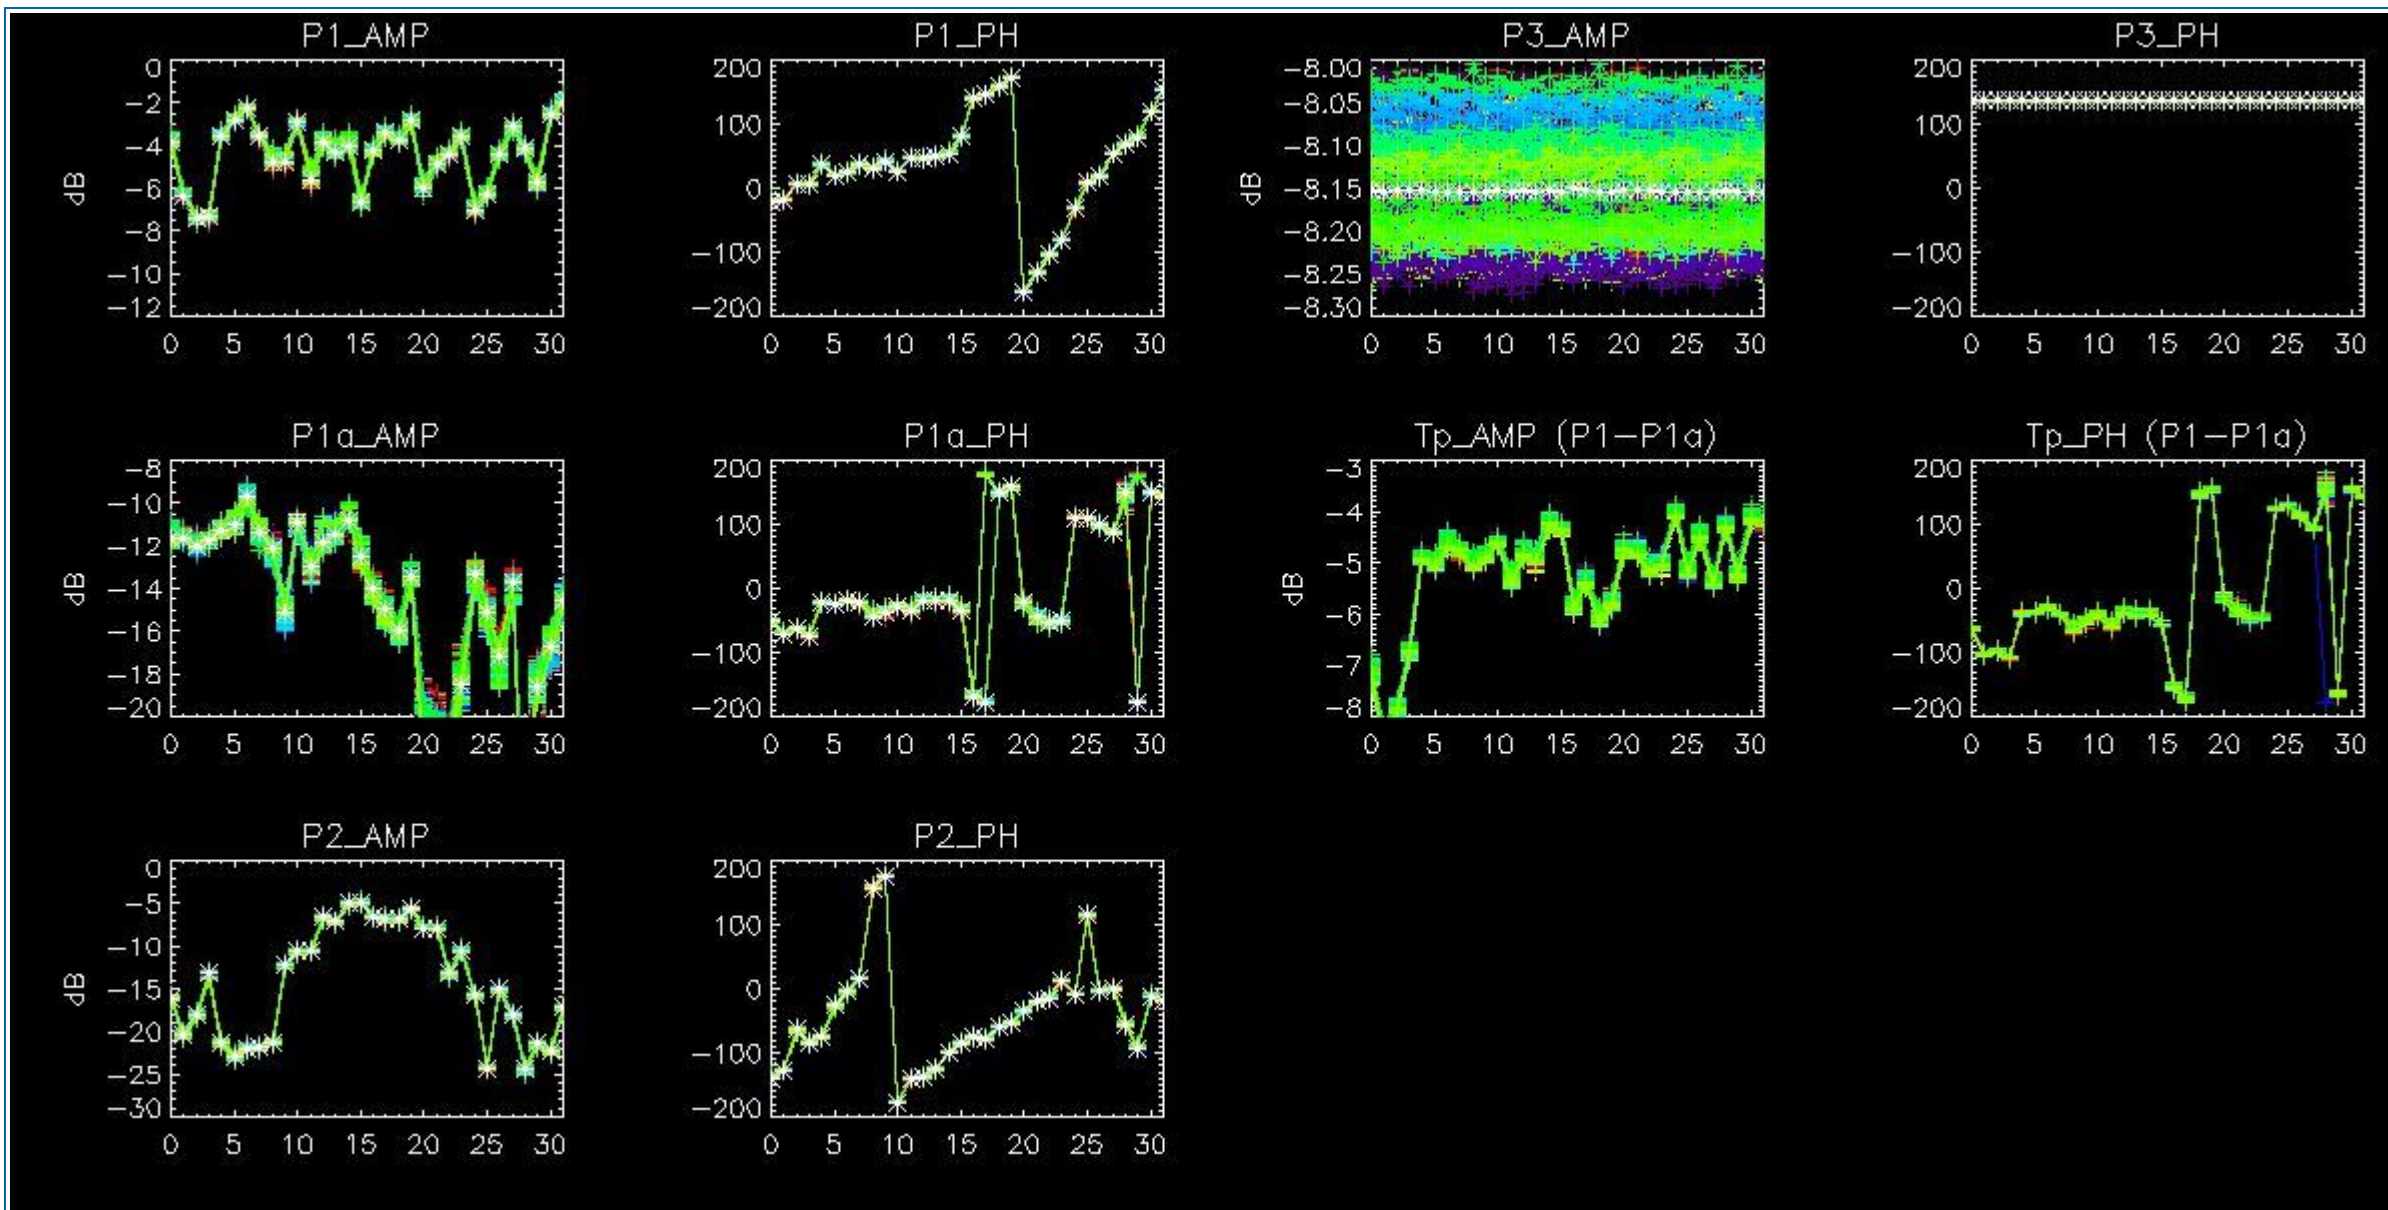 P1_AMP P1_PH P3_AMP P3_PH
0 200 -8.00 200
-2 100 -8.05 100
-4 0 -8.10 0
-6 -100 -8.15 -100
-8 -200 -8.20 -200
-10 -8.25
-12 -8.30
dB dB
0 5 10 15 20 25 30 0 5 10 15 20 25 30 0 5 10 15 20 25 30 0 5 10 15 20 25 30
P1a_AMP P1a_PH Tp_AMP (P1-P1a) Tp_PH (P1-P1a)
-8 200 -3 200
-10 100 -4 100
-12 0 -5 0
-14 -100 -6 -100
-16 -200 -7 -200
-18 -8
-20
dB dB
0 5 10 15 20 25 30 0 5 10 15 20 25 30 0 5 10 15 20 25 30 0 5 10 15 20 25 30
P2_AMP P2_PH
0 200
-5 100
-10 0
-15 -100
-20 -200
-25
-30
dB
0 5 10 15 20 25 30 0 5 10 15 20 25 30